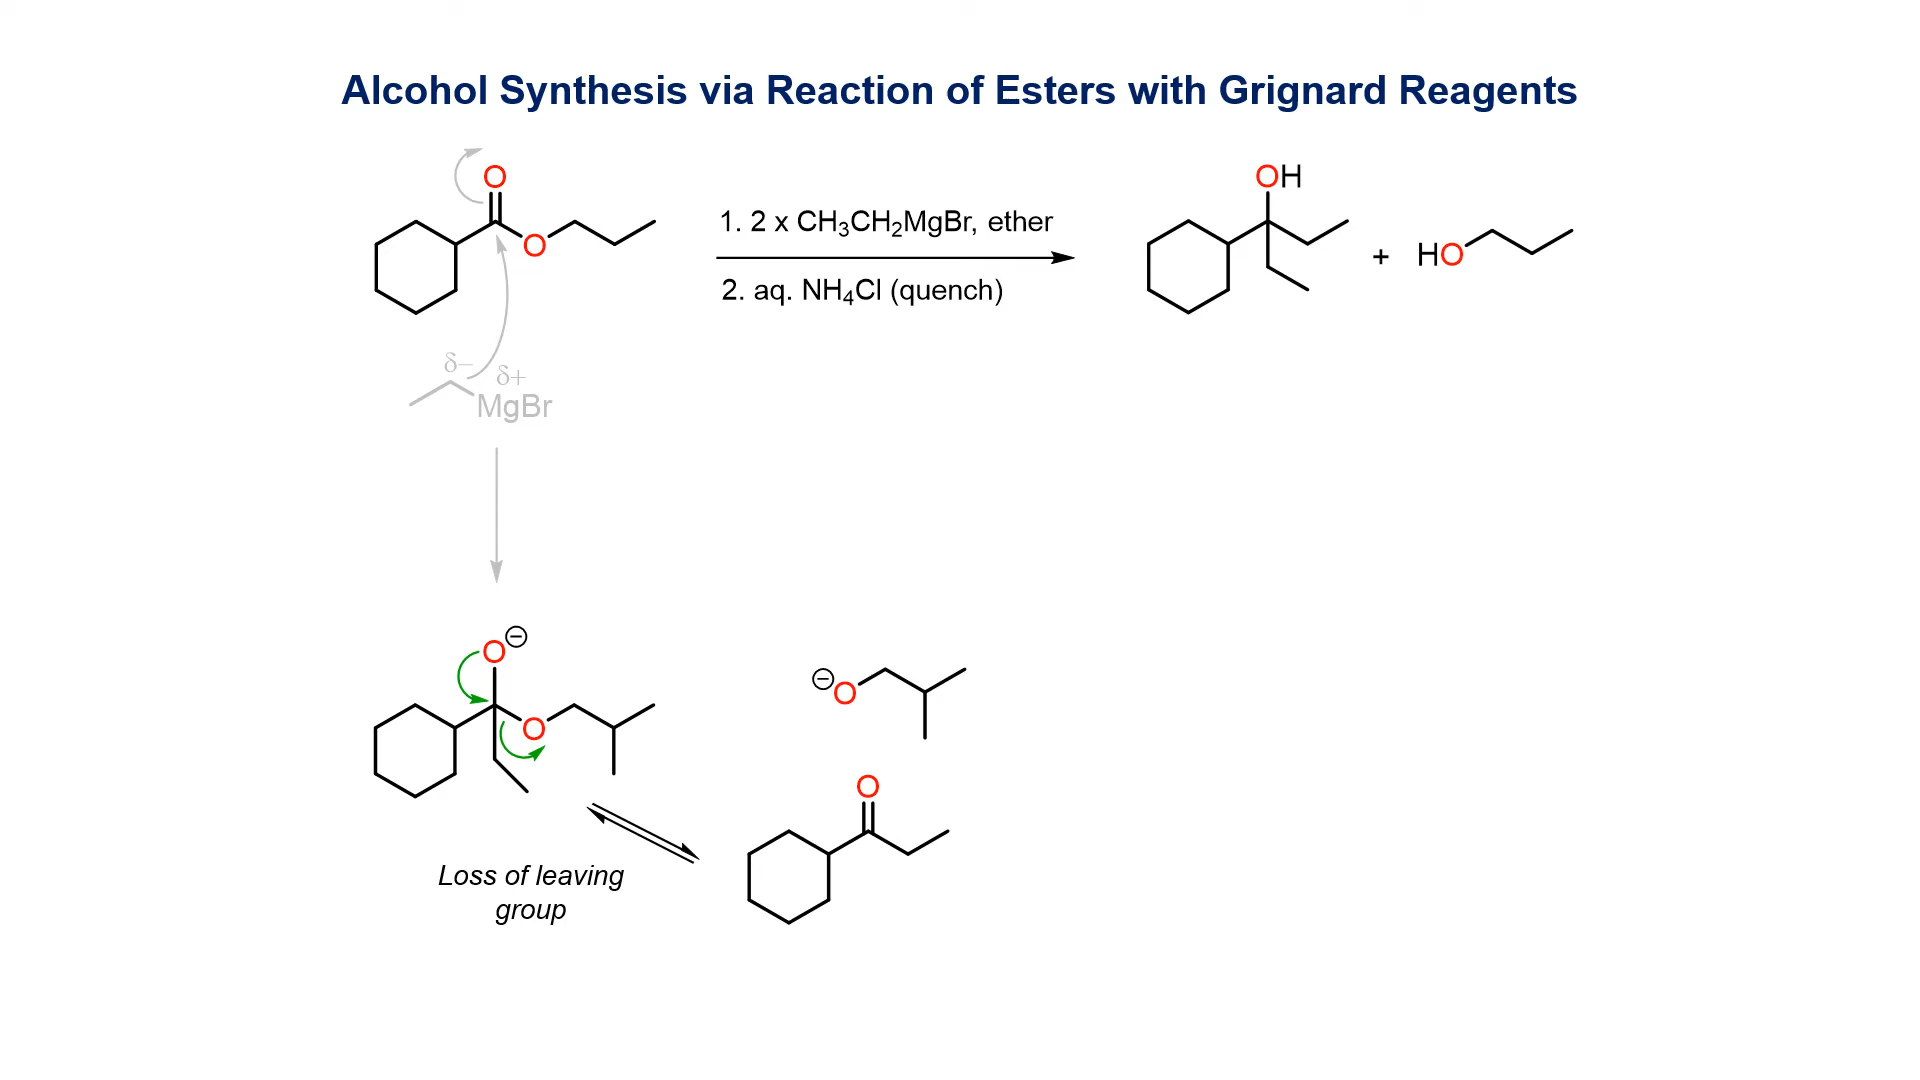 Alcohol Synthesis via Reaction of Esters with Grignard Reagents
O
O
1. 2 x CH₃CH₂MgBr, ether
2. aq. NH₄Cl (quench)
OH
+
HO
δ−
δ+
MgBr
O⊖
O
⊖O
O
Loss of leaving
group